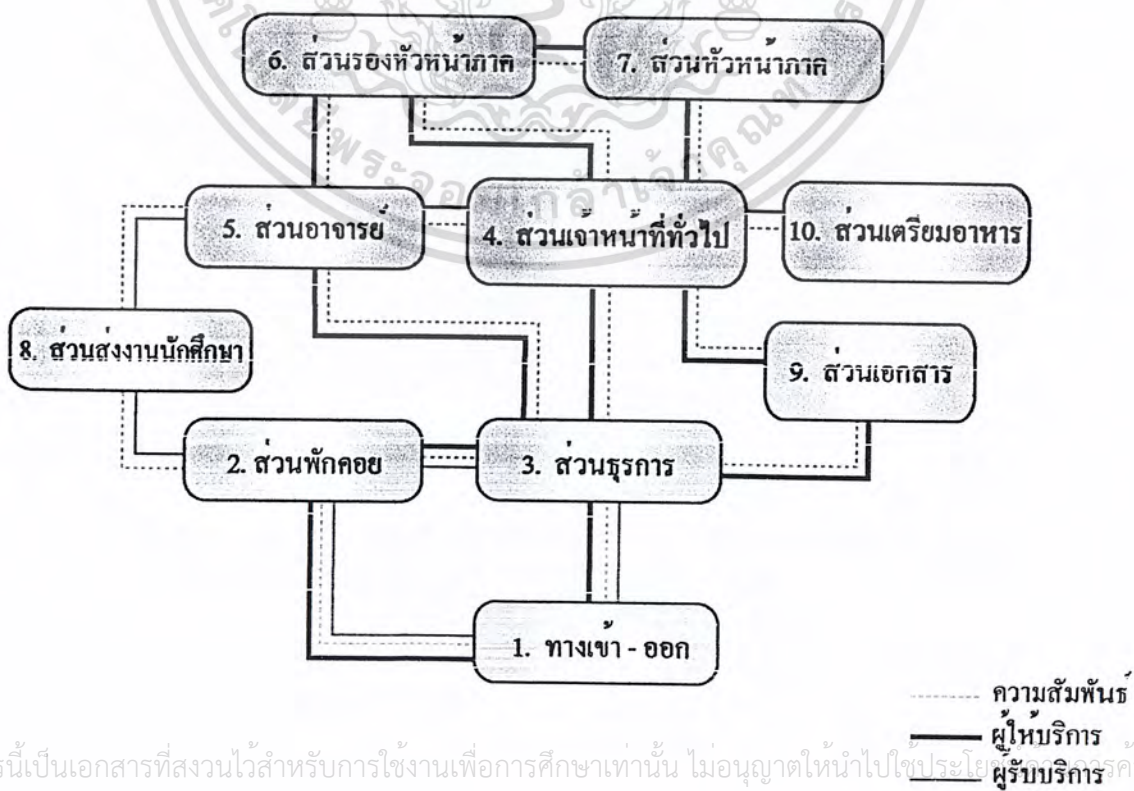 6. ส่วนรองหัวหน้าภาค
7. ส่วนหัวหน้าภาค
5. ส่วนอาจารย์
4. ส่วนเจ้าหน้าที่ทั่วไป
10. ส่วนเตรียมอาหาร
8. ส่วนส่งงานนักศึกษา
9. ส่วนเอกสาร
2. ส่วนพักคอย
3. ส่วนธุรการ
1. ทางเข้า - ออก
ความสัมพันธ์
ผู้ให้บริการ
ผู้รับบริการ
รนี้เป็นเอกสารที่สงวนไว้สำหรับการใช้งานเพื่อการศึกษาเท่านั้น ไม่อนุญาตให้นำไปใช้ประโยชน์